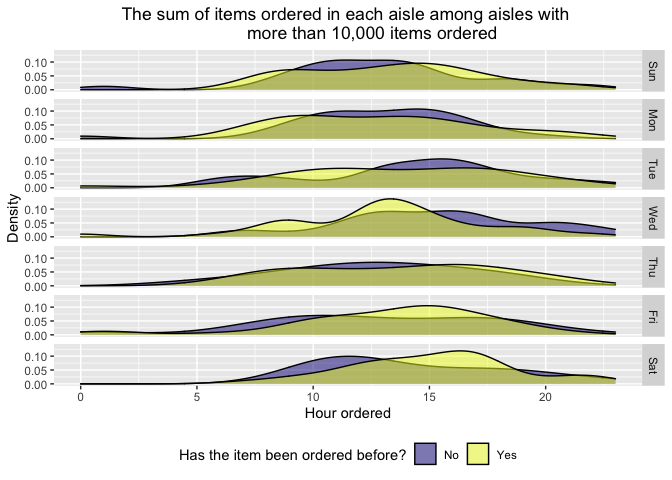 The sum of items ordered in each aisle among aisles with
more than 10,000 items ordered
Density
0.10
0.05
0.00
Sun
0.10
0.05
0.00
Mon
0.10
0.05
0.00
Tue
0.10
0.05
0.00
Wed
0.10
0.05
0.00
Thu
0.10
0.05
0.00
Fri
0.10
0.05
0.00
Sat
0 5 10 15 20
Hour ordered
Has the item been ordered before? No Yes